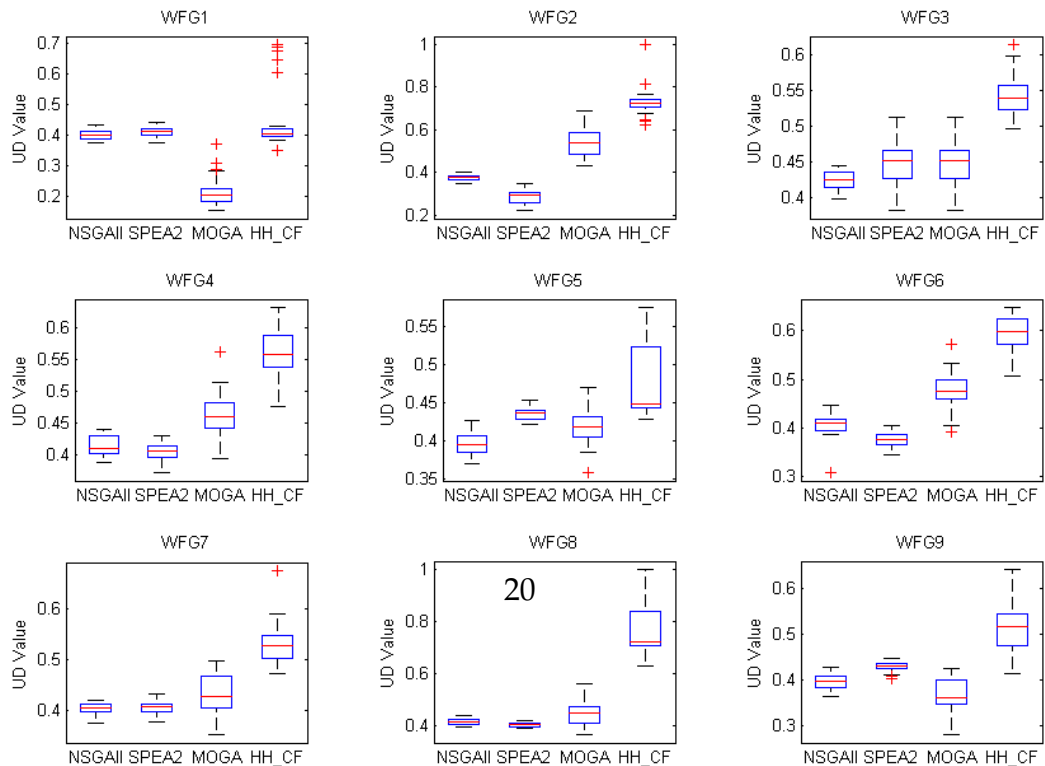 WFG1
UD Value
0.7
0.6
0.5
0.4
0.3
0.2
NSGAII SPEA2 MOGA HH_CF
WFG2
UD Value
1
0.8
0.6
0.4
0.2
NSGAII SPEA2 MOGA HH_CF
WFG3
UD Value
0.6
0.55
0.5
0.45
0.4
NSGAII SPEA2 MOGA HH_CF
WFG4
UD Value
0.6
0.55
0.5
0.45
0.4
NSGAII SPEA2 MOGA HH_CF
WFG5
UD Value
0.55
0.5
0.45
0.4
0.35
NSGAII SPEA2 MOGA HH_CF
WFG6
UD Value
0.6
0.5
0.4
0.3
NSGAII SPEA2 MOGA HH_CF
WFG7
UD Value
0.6
0.5
0.4
NSGAII SPEA2 MOGA HH_CF
WFG8
UD Value
1
0.8
0.6
0.4
20
NSGAII SPEA2 MOGA HH_CF
WFG9
UD Value
0.6
0.5
0.4
0.3
NSGAII SPEA2 MOGA HH_CF